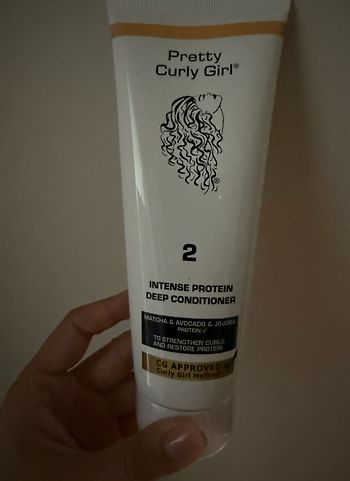 Pretty
Curly Girl®
®
2
INTENSE PROTEIN
DEEP CONDITIONER
MATCHA & AVOCADO & JOJOBA
PROTEIN ✓
TO STRENGTHEN CURLS
AND RESTORE PROTEIN
CG APPROVED
Curly Girl Method